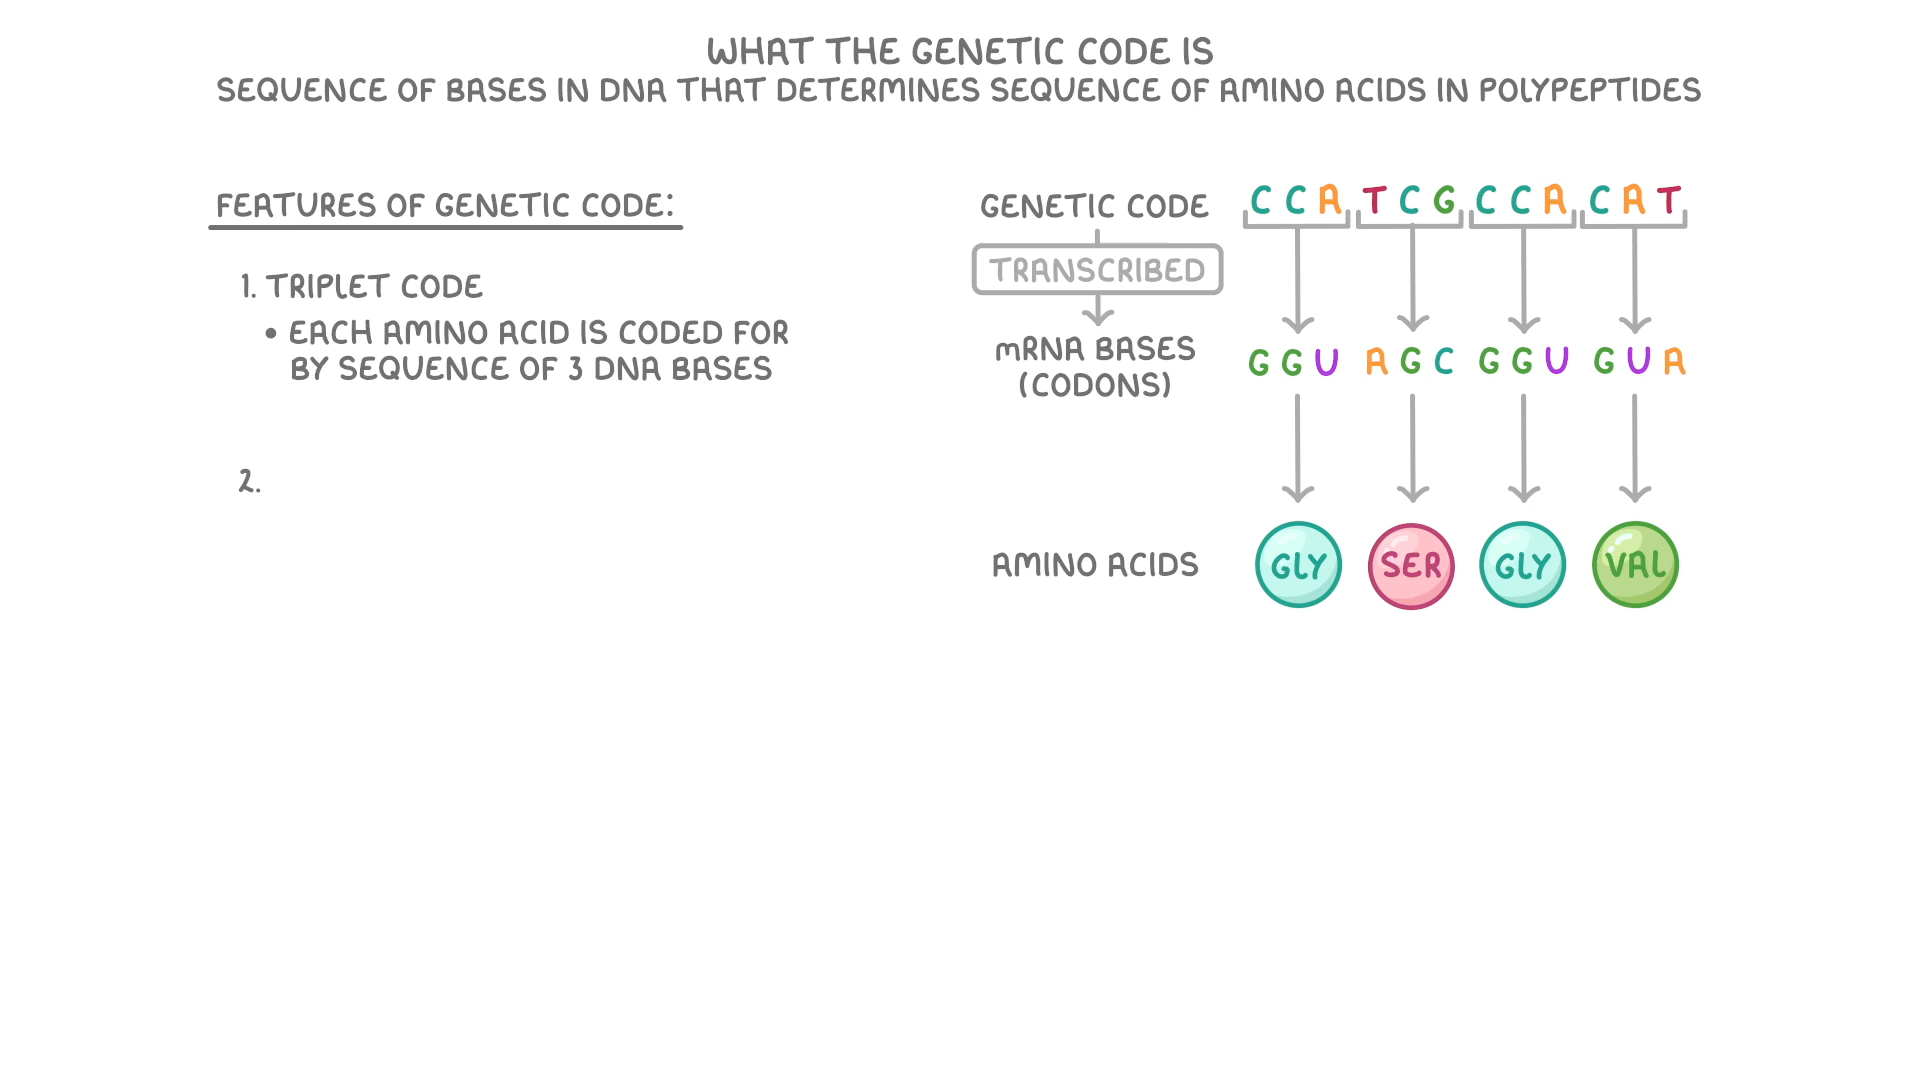 WHAT THE GENETIC CODE IS
SEQUENCE OF BASES IN DNA THAT DETERMINES SEQUENCE OF AMINO ACIDS IN POLYPEPTIDES
FEATURES OF GENETIC CODE:
1. TRIPLET CODE
• EACH AMINO ACID IS CODED FOR
BY SEQUENCE OF 3 DNA BASES
2.
GENETIC CODE C C A T C G C C A C A T
TRANSCRIBED
mRNA BASES
(CODONS)
G G U A G C G G U G U A
AMINO ACIDS GLY SER GLY VAL